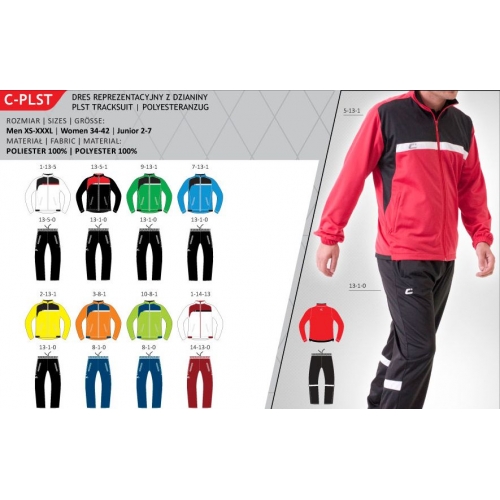 C-PLST
DRES REPREZENTACYJNY Z DZIANINY
PLST TRACKSUIT | POLYESTERANZUG
ROZMIAR | SIZES | GRÖSSE:
Men XS-XXXL | Women 34-42 | Junior 2-7
MATERIAŁ | FABRIC | MATERIAL:
POLIESTER 100% | POLYESTER 100%
5-13-1
1-13-5 13-5-1 9-13-1 7-13-1
13-5-0 13-1-0 13-1-0 13-1-0
13-1-0
2-13-1 3-8-1 10-8-1 1-14-13
13-1-0 8-1-0 8-1-0 14-13-0